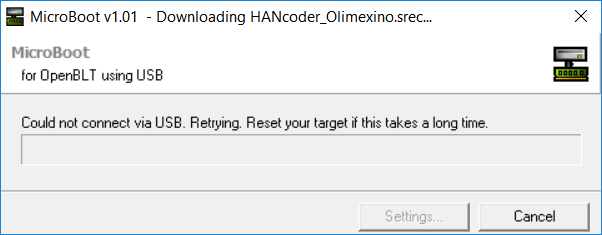 MicroBoot v1.01 - Downloading HANcoder_Olimexino.srec...
MicroBoot
for OpenBLT using USB
Could not connect via USB. Retrying. Reset your target if this takes a long time.
Settings... Cancel